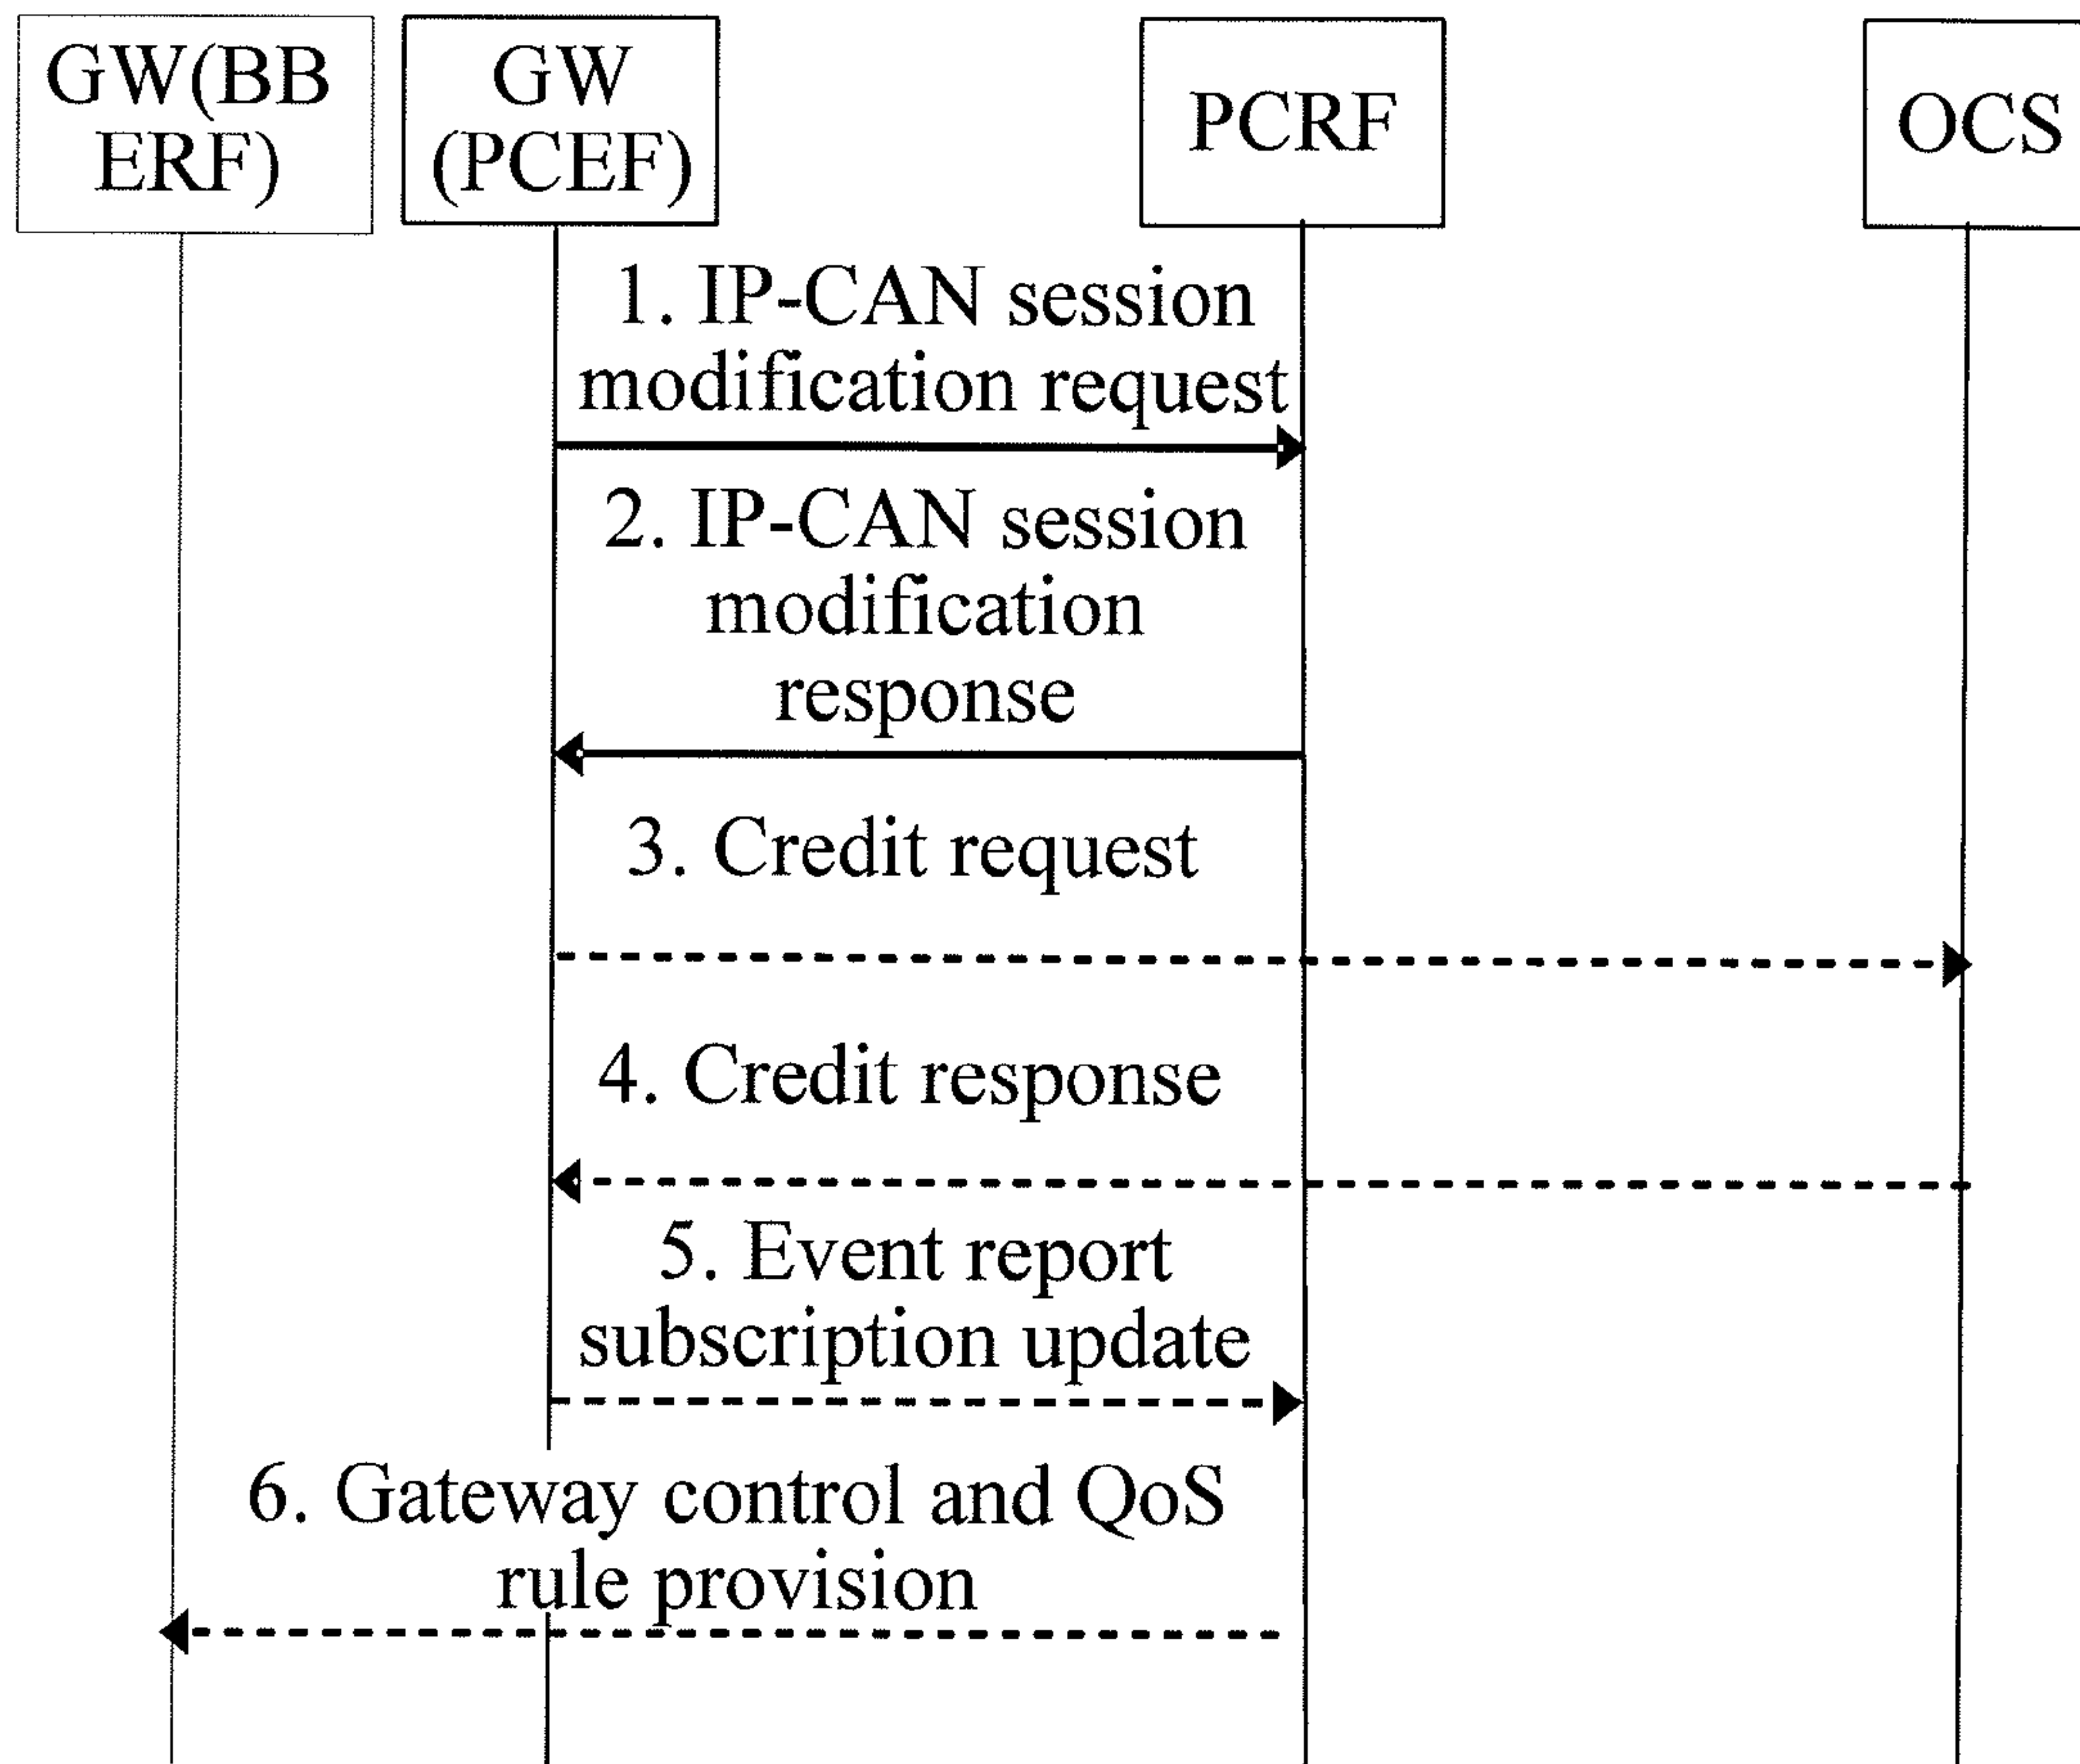 GW(BB
ERF)
GW
(PCEF)
PCRF
OCS
1. IP-CAN session
modification request
2. IP-CAN session
modification
response
3. Credit request
4. Credit response
5. Event report
subscription update
6. Gateway control and QoS
rule provision